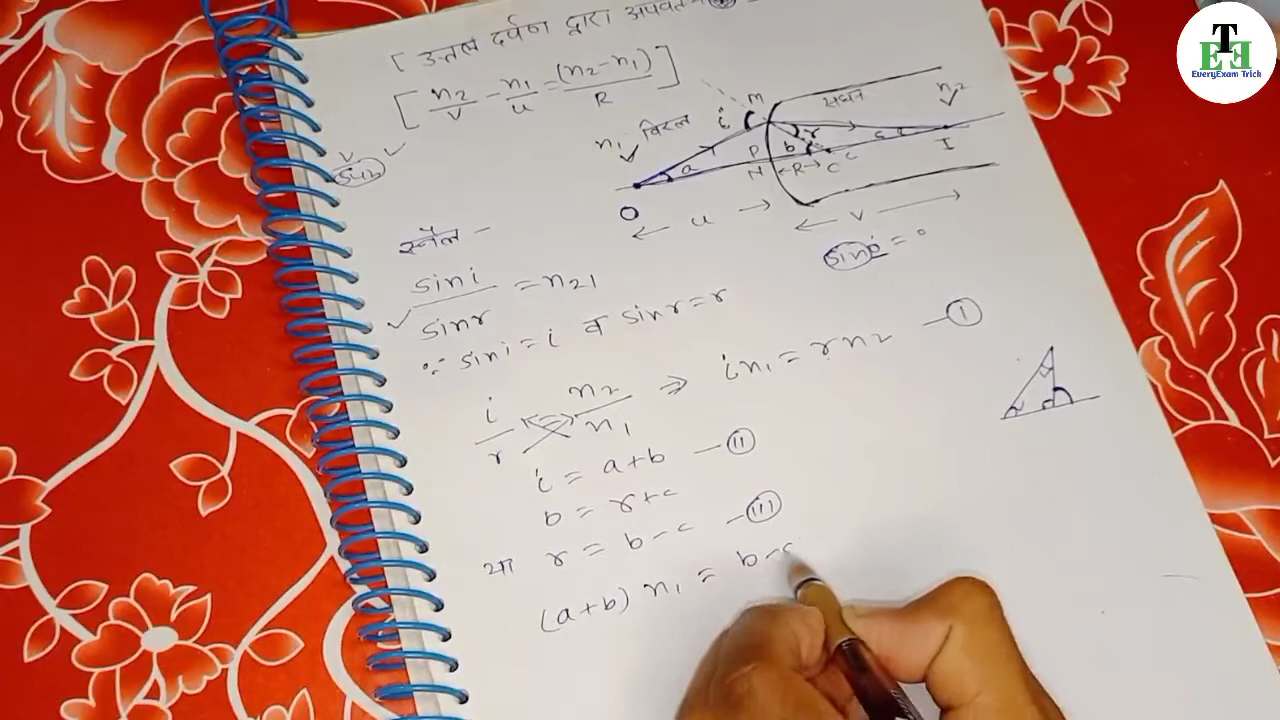 [ उत्तल दर्पण द्वारा अपवर्तन
[ n2/v - n1/u = (n2-n1)/R ]
n1 विरल
सघन
n2
M
i
r
a
b
c
P
N
←R→
C
c
I
O
← u →
← v →
sin i = 0
स्नैल -
sin i / sin r = n21
∵ sin i = i व sin r = r
i/r = n2/n1 ⇒ i n1 = r n2 — (I)
i = a+b — (II)
b = r+c
या r = b-c — (III)
(a+b) n1 = b-c
T
EE
EveryExam Trick